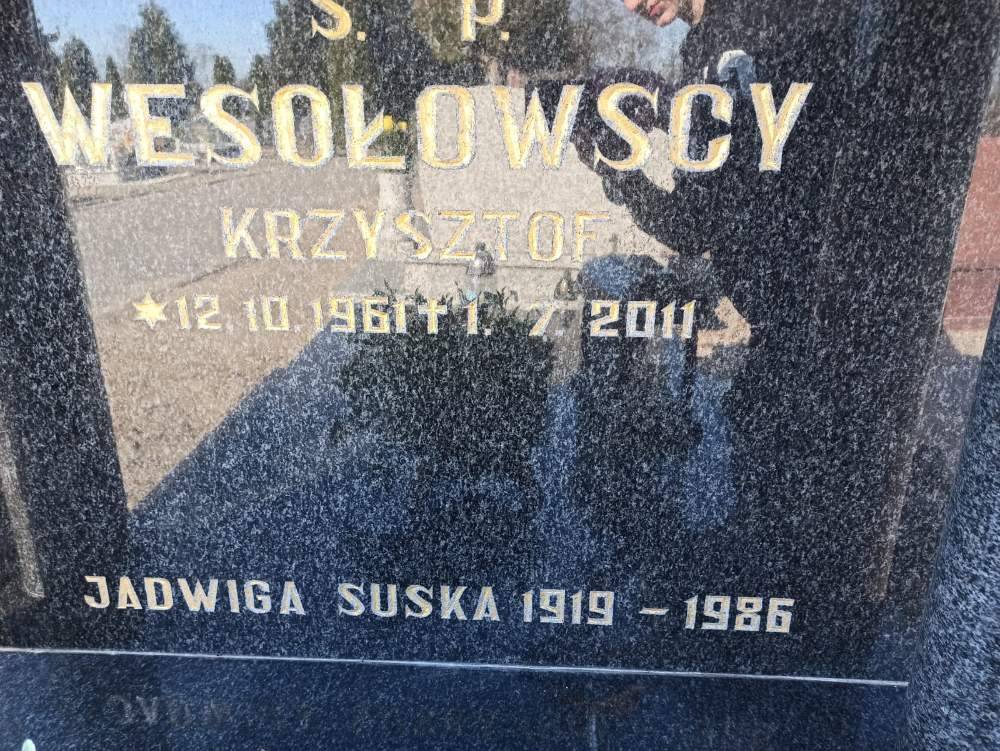 Ś. P.
WESOŁOWSCY
KRZYSZTOF
*12.10.1961 † 1. 7. 2011
JADWIGA SUSKA 1919 - 1986